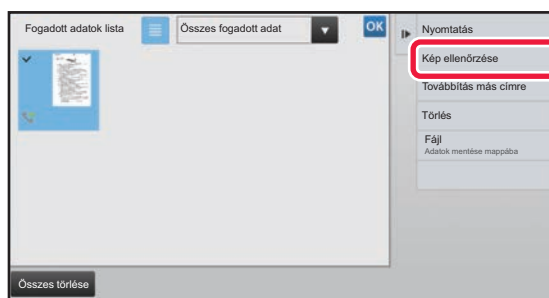 Fogadott adatok lista
Összes fogadott adat
OK
Nyomtatás
Kép ellenőrzése
Továbbítás más címre
Törlés
Fájl
Adatok mentése mappába
Összes törlése